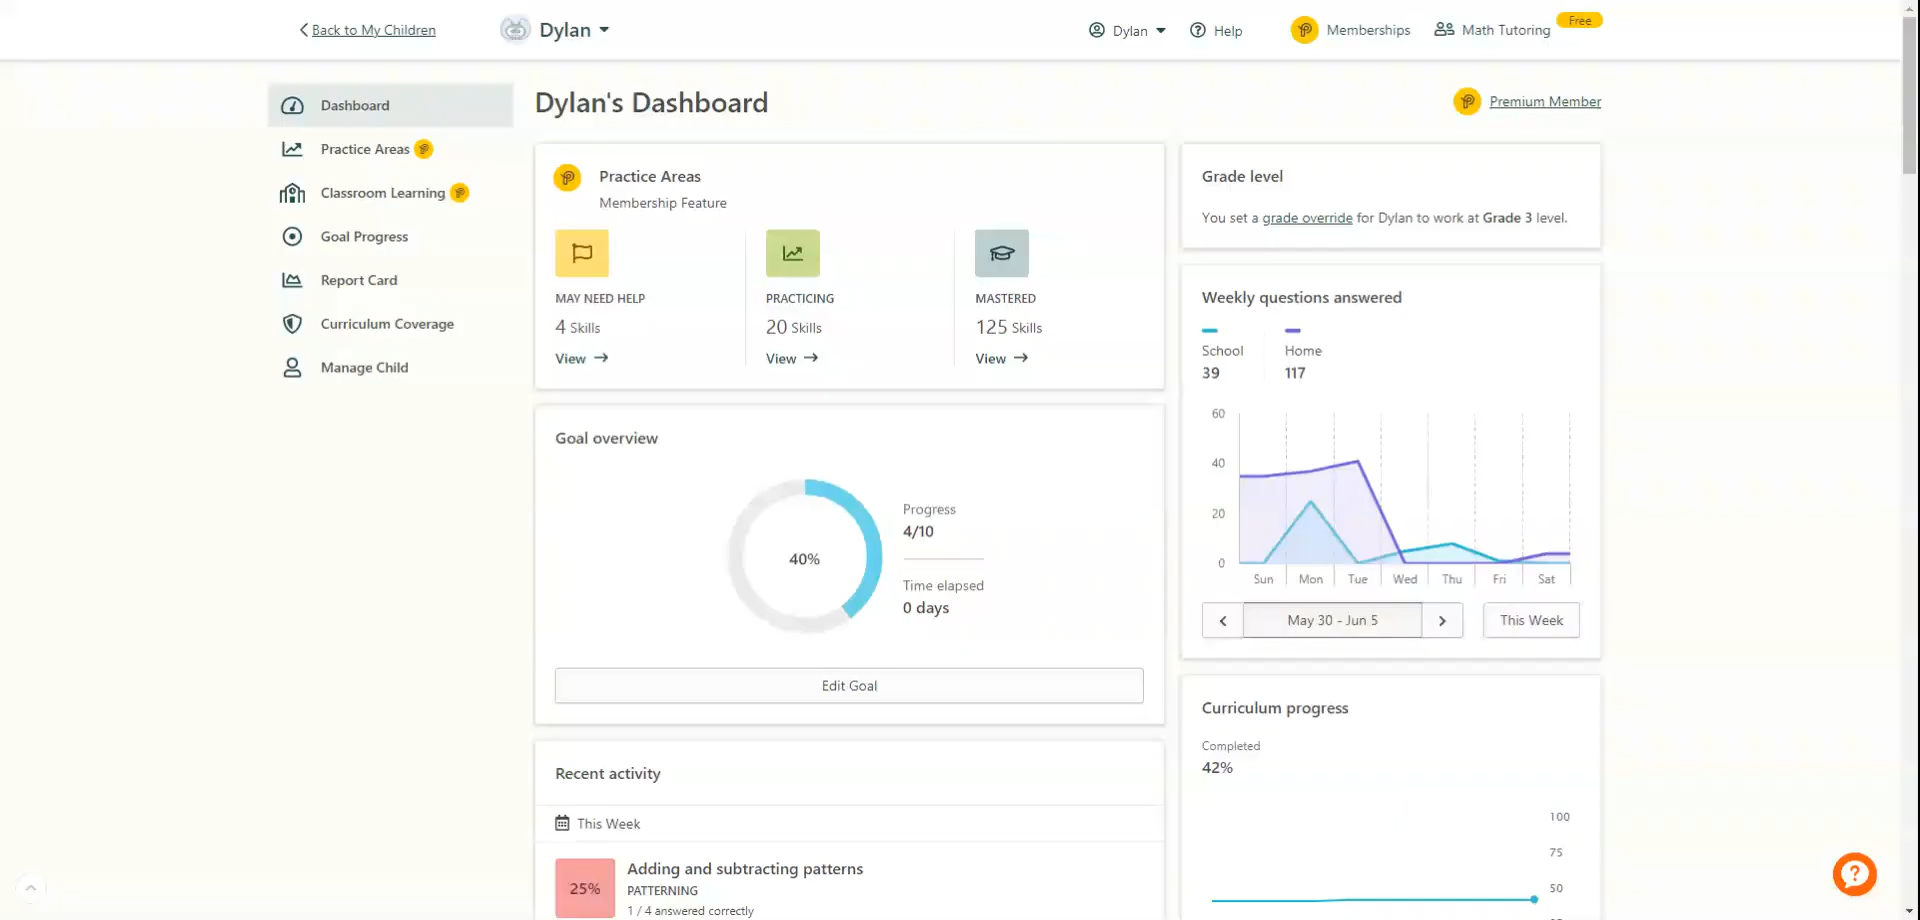 Back to My Children
Dylan
Dylan
Help
Memberships
Math Tutoring
Free
Dashboard
Practice Areas
Classroom Learning
Goal Progress
Report Card
Curriculum Coverage
Manage Child
Dylan's Dashboard
Premium Member
Practice Areas
Membership Feature
MAY NEED HELP
4 Skills
View
PRACTICING
20 Skills
View
MASTERED
125 Skills
View
Goal overview
40%
Progress
4/10
Time elapsed
0 days
Edit Goal
Recent activity
This Week
25%
Adding and subtracting patterns
PATTERNING
1 / 4 answered correctly
Grade level
You set a grade override for Dylan to work at Grade 3 level.
Weekly questions answered
School
39
Home
117
60
40
20
0
Sun Mon Tue Wed Thu Fri Sat
May 30 - Jun 5
This Week
Curriculum progress
Completed
42%
100
75
50